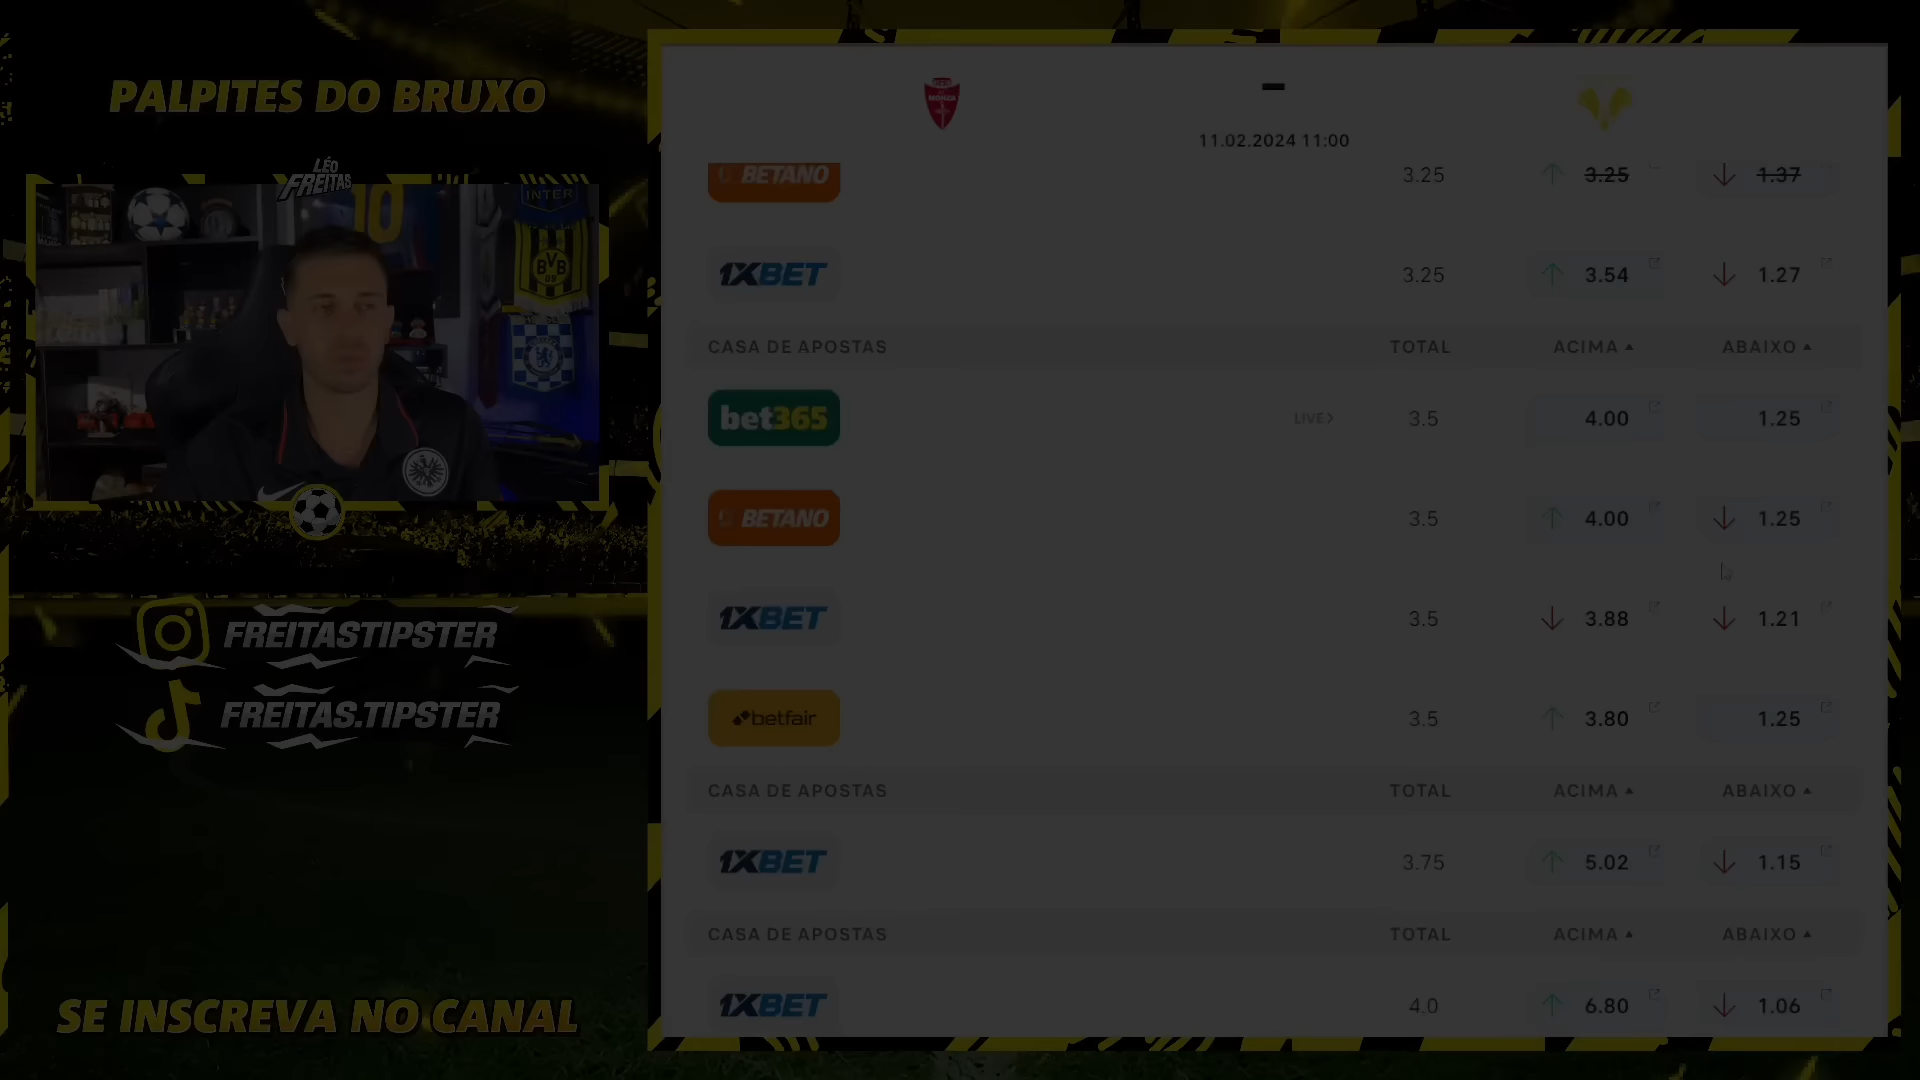 PALPITES DO BRUXO
LÉO
FREITAS
10
INTER
BVB
09
FREITASTIPSTER
FREITAS.TIPSTER
SE INSCREVA NO CANAL
MONZA
-
11.02.2024 11:00
BETANO 3.25 3.25 1.37
1XBET 3.25 3.54 1.27
CASA DE APOSTAS TOTAL ACIMA ABAIXO
bet365 LIVE 3.5 4.00 1.25
BETANO 3.5 4.00 1.25
1XBET 3.5 3.88 1.21
betfair 3.5 3.80 1.25
CASA DE APOSTAS TOTAL ACIMA ABAIXO
1XBET 3.75 5.02 1.15
CASA DE APOSTAS TOTAL ACIMA ABAIXO
1XBET 4.0 6.80 1.06